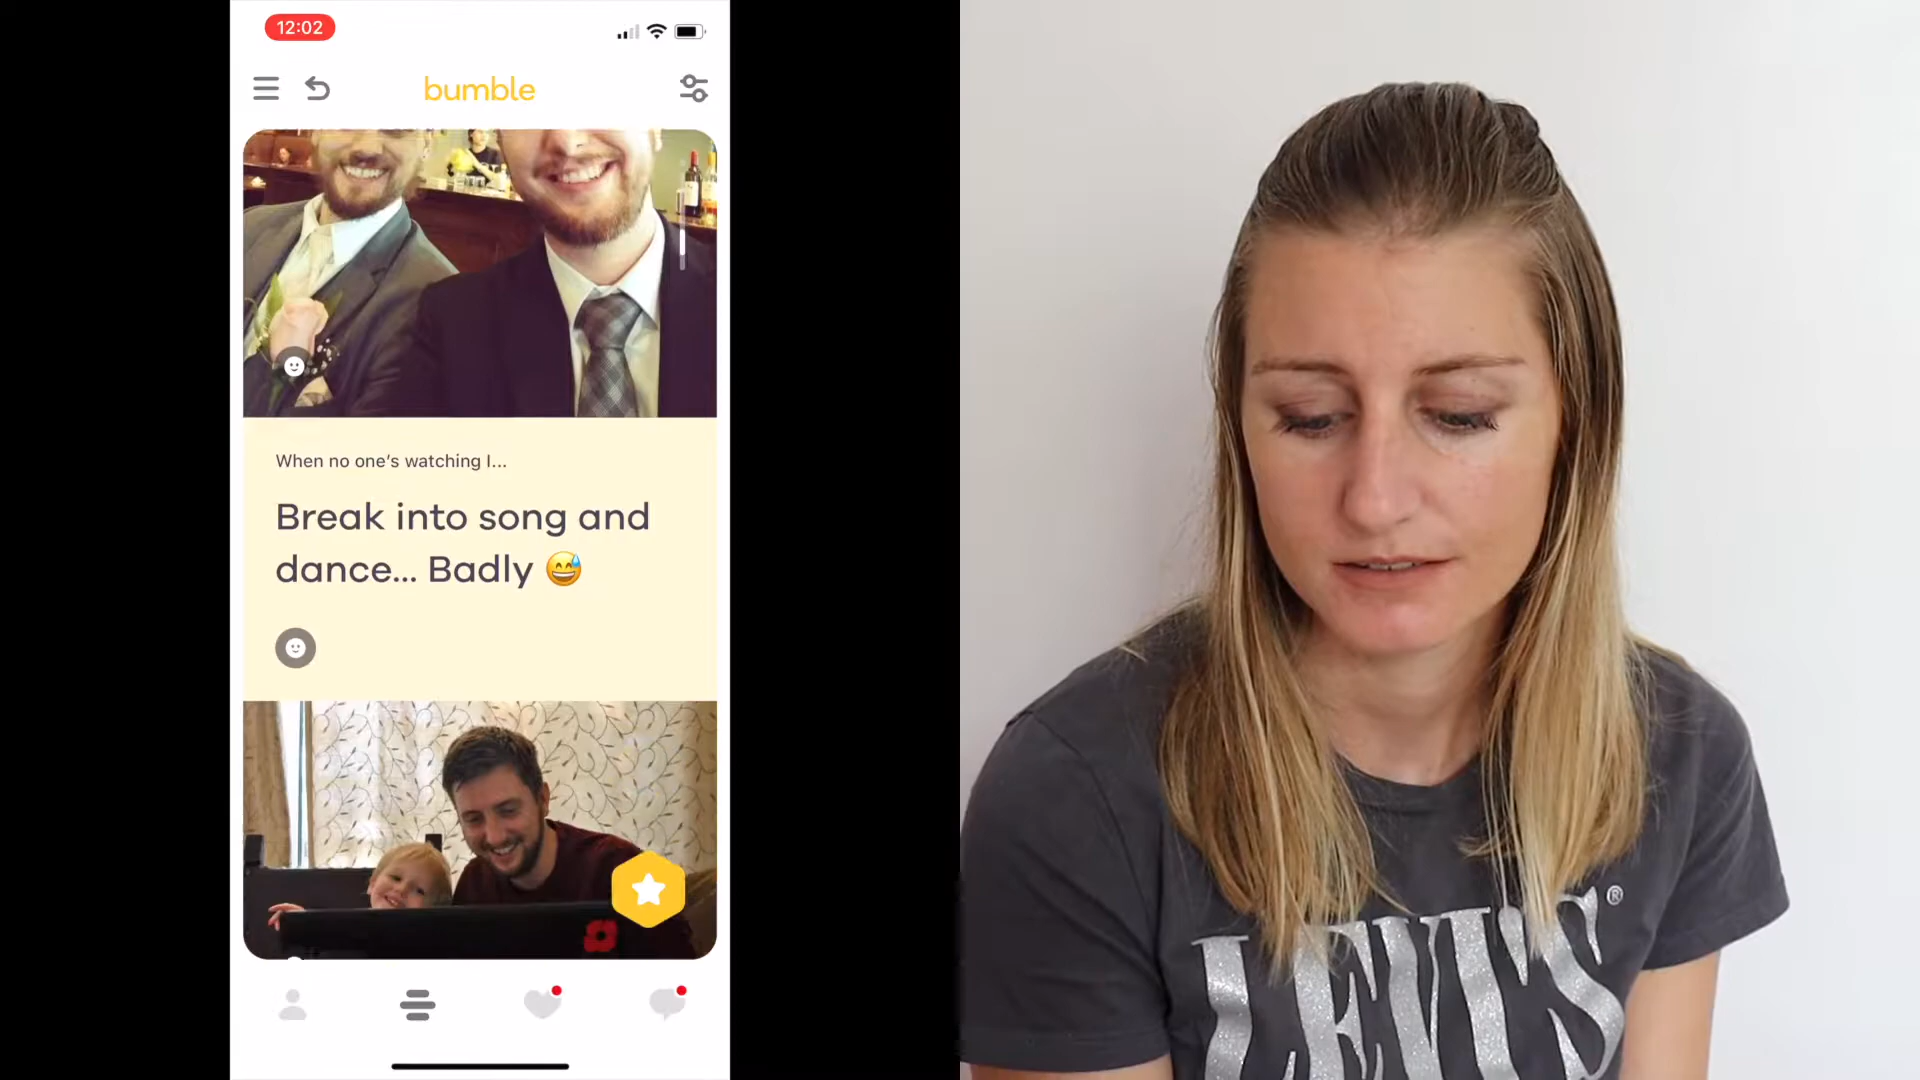 12:02
bumble
When no one's watching I...
Break into song and
dance... Badly 😅
LEVI'S®